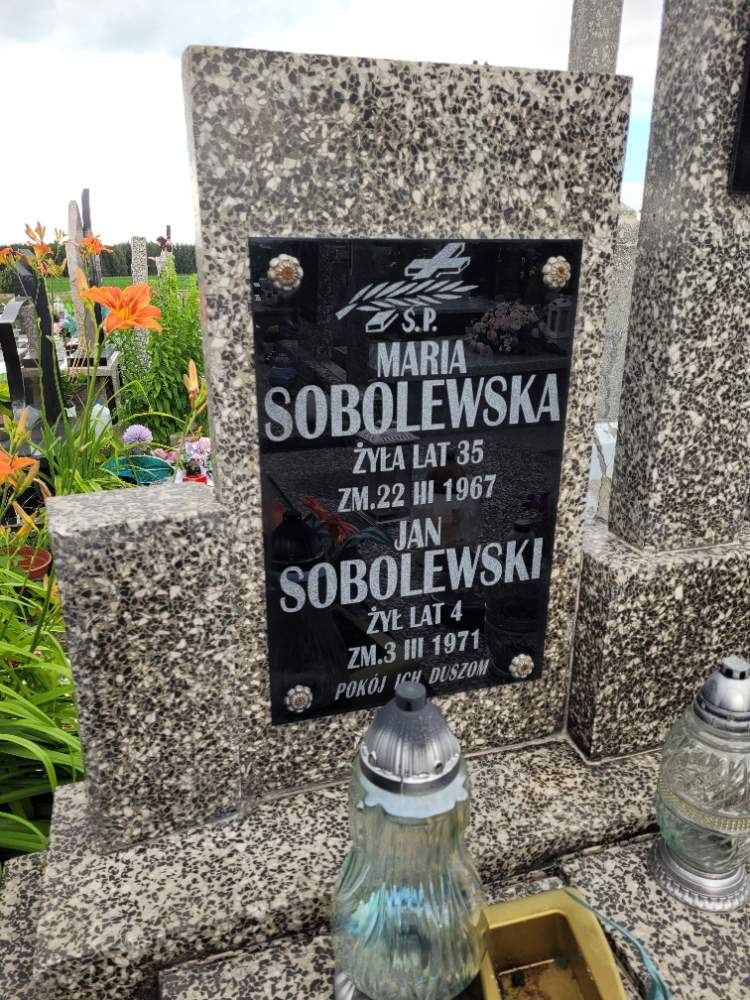 Ś.P.
MARIA
SOBOLEWSKA
ŻYŁA LAT 35
ZM.22 III 1967
JAN
SOBOLEWSKI
ŻYŁ LAT 4
ZM.3 III 1971
POKÓJ ICH DUSZOM